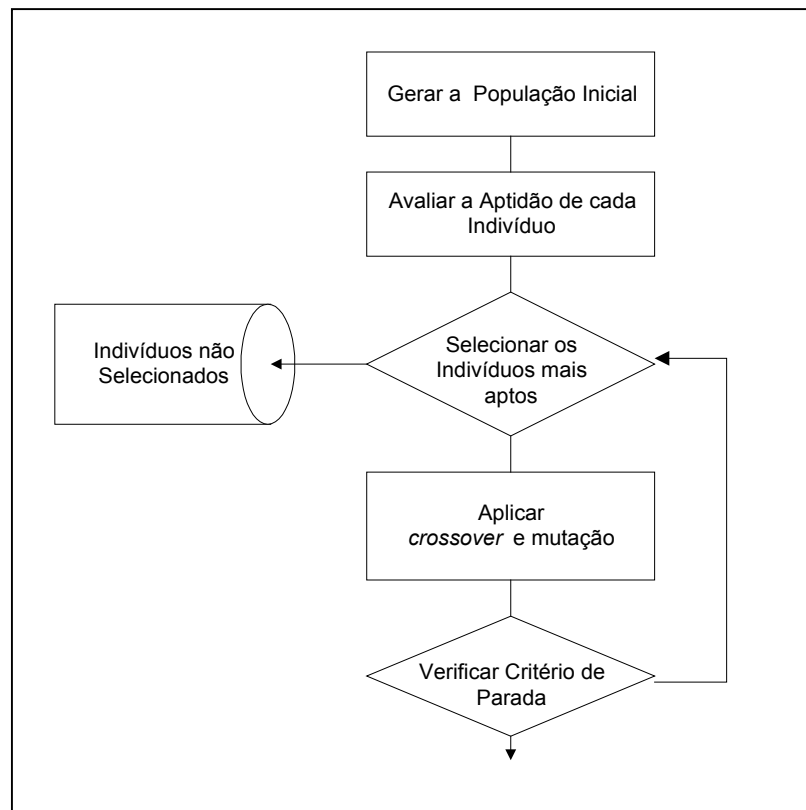 Gerar a População Inicial
Avaliar a Aptidão de cada
Indivíduo
Indivíduos não
Selecionados
Selecionar os
Indivíduos mais
aptos
Aplicar
crossover e mutação
Verificar Critério de
Parada